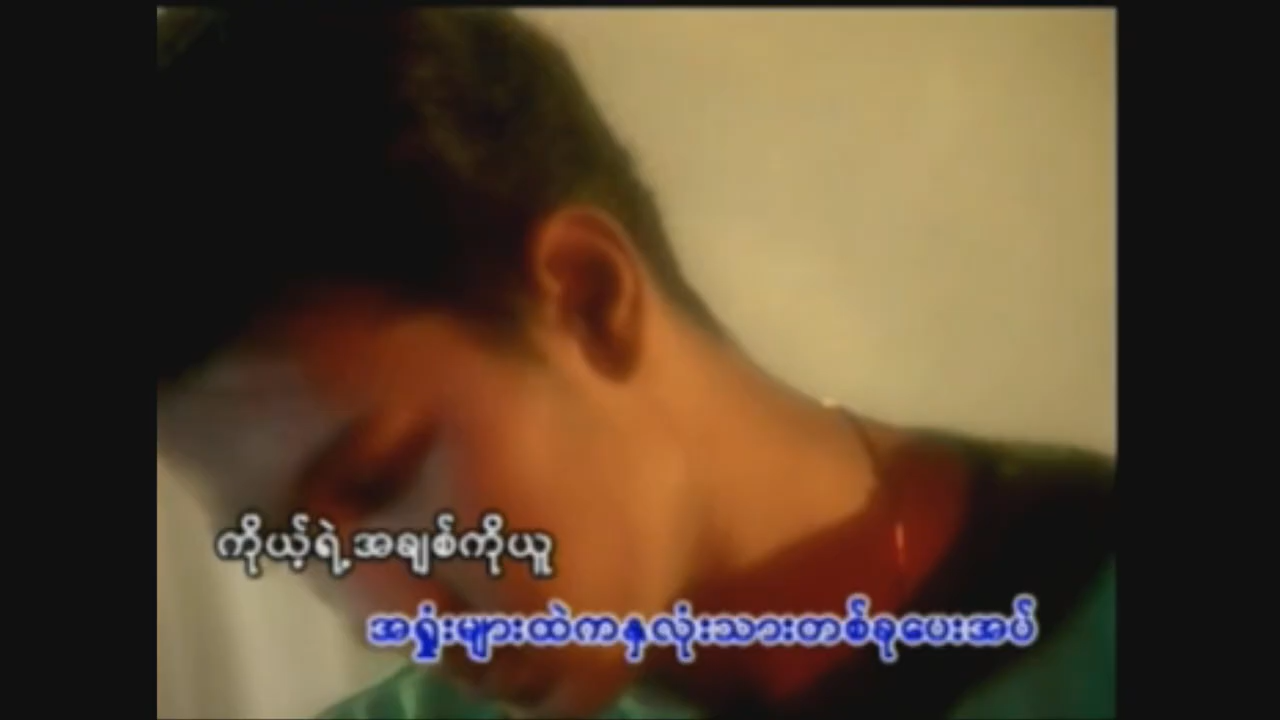 ကိုယ့်ရဲ့အချစ်ကိုယူ
အရှုံးများထဲကနှလုံးသားတစ်ခုပေးအပ်